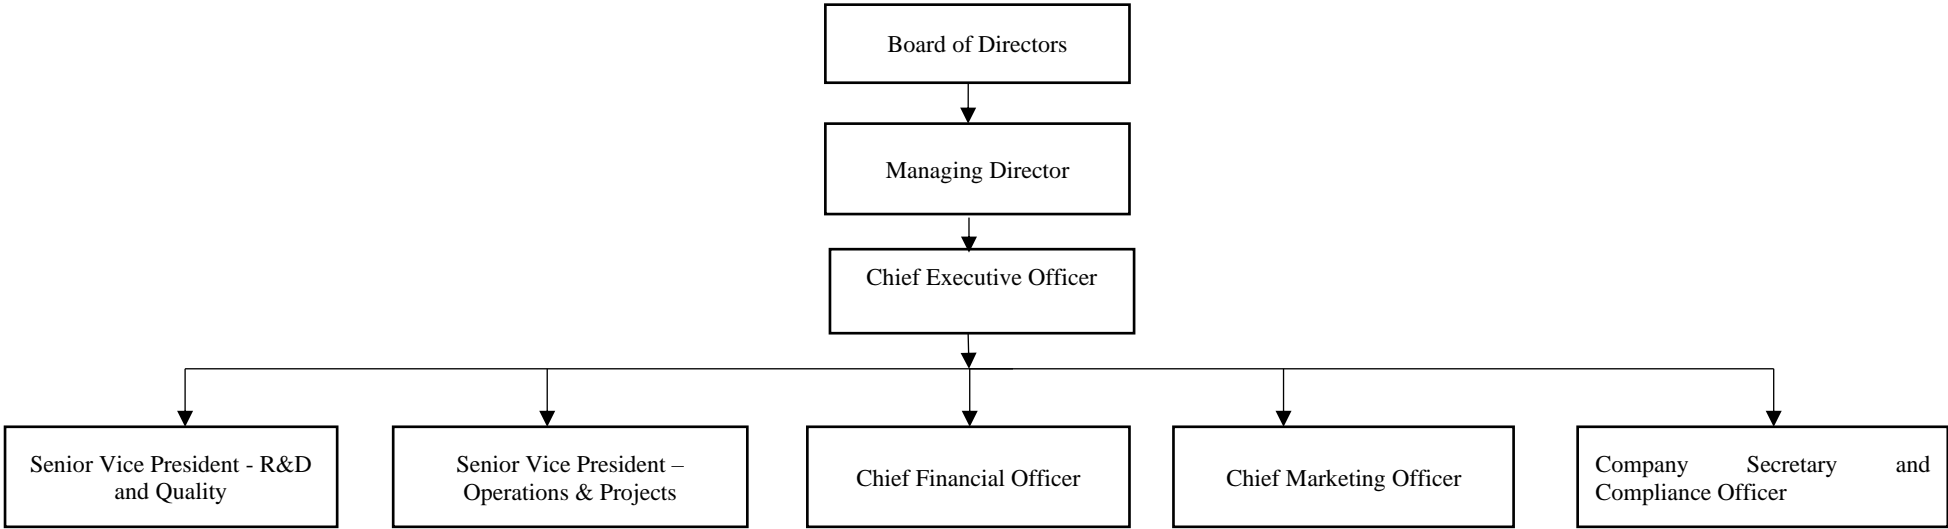 Board of Directors
Managing Director
Chief Executive Officer
Senior Vice President - R&D
and Quality
Senior Vice President –
Operations & Projects
Chief Financial Officer
Chief Marketing Officer
Company Secretary and
Compliance Officer